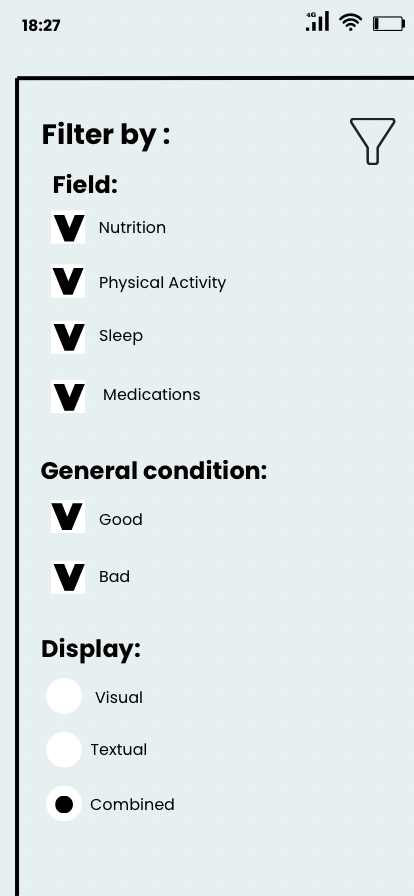 18:27
4G
Filter by :
Field:
V Nutrition
V Physical Activity
V Sleep
V Medications
General condition:
V Good
V Bad
Display:
Visual
Textual
Combined